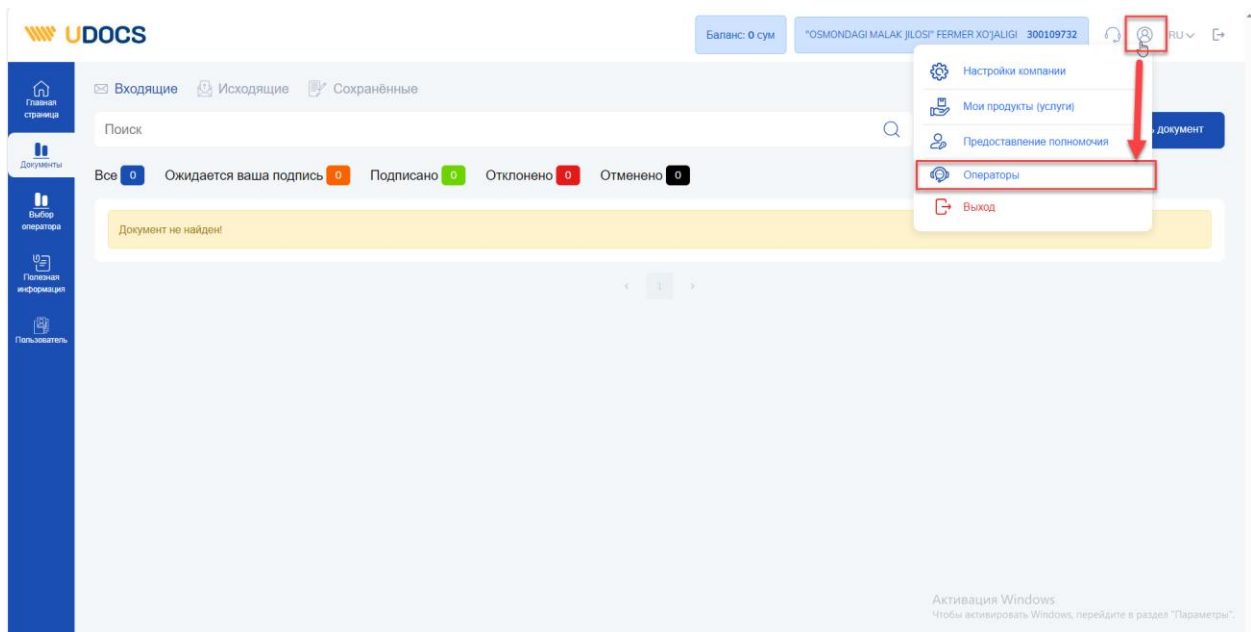 UDOCS
Баланс: 0 сум
"OSMONDAGI MALAK JILOSI" FERMER XO'JALIGI 300109732
RU
Главная
страница
Документы
Выбор
оператора
Полезная
информация
Пользователь
Входящие
Исходящие
Сохранённые
Поиск
документ
Все 0
Ожидается ваша подпись 0
Подписано 0
Отклонено 0
Отменено 0
Документ не найден!
1
Настройки компании
Мои продукты (услуги)
Предоставление полномочия
Операторы
Выход
Активация Windows
Чтобы активировать Windows, перейдите в раздел "Параметры".